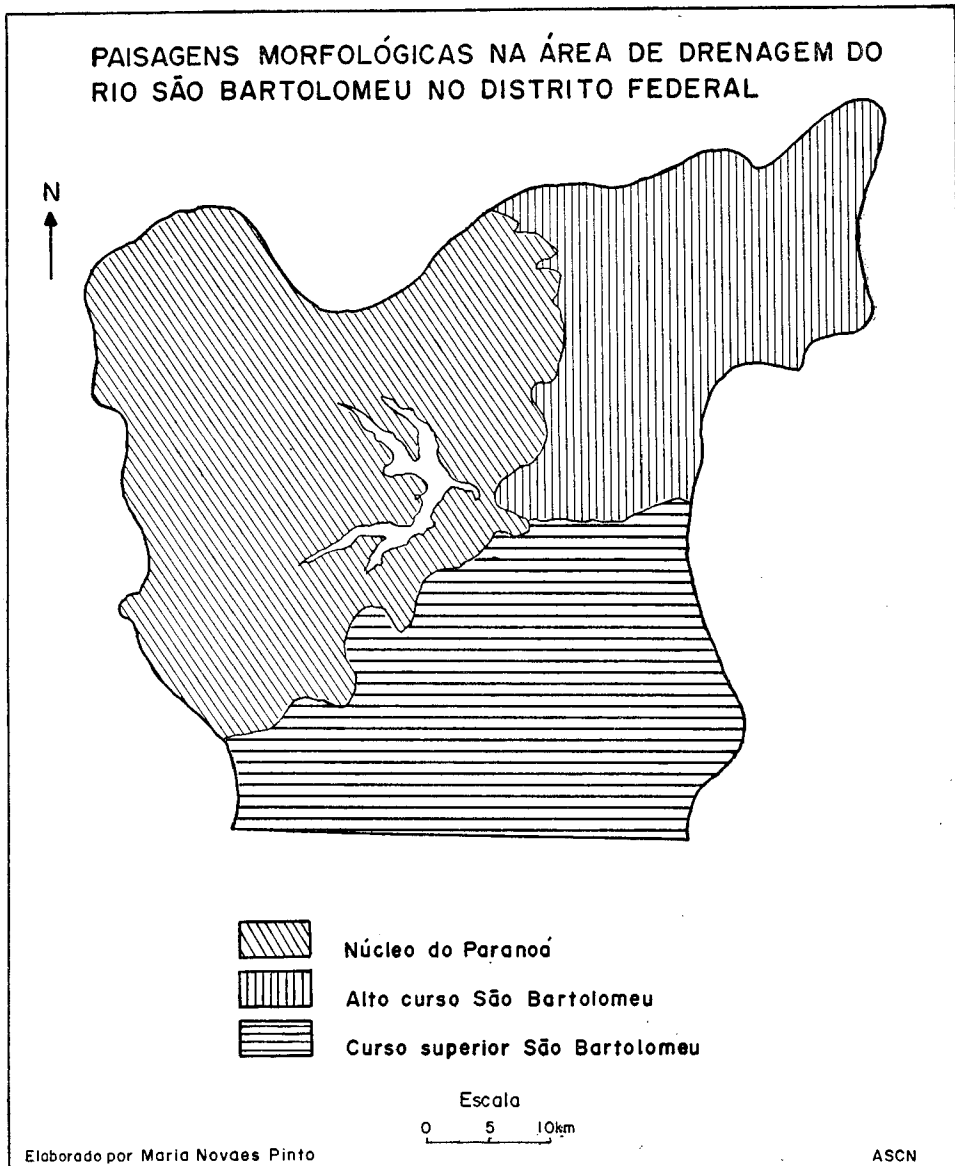 PAISAGENS MORFOLÓGICAS NA ÁREA DE DRENAGEM DO
RIO SÃO BARTOLOMEU NO DISTRITO FEDERAL
N
Núcleo do Paranoá
Alto curso São Bartolomeu
Curso superior São Bartolomeu
Escala
0 5 10km
Elaborado por Maria Novaes Pinto
ASCN